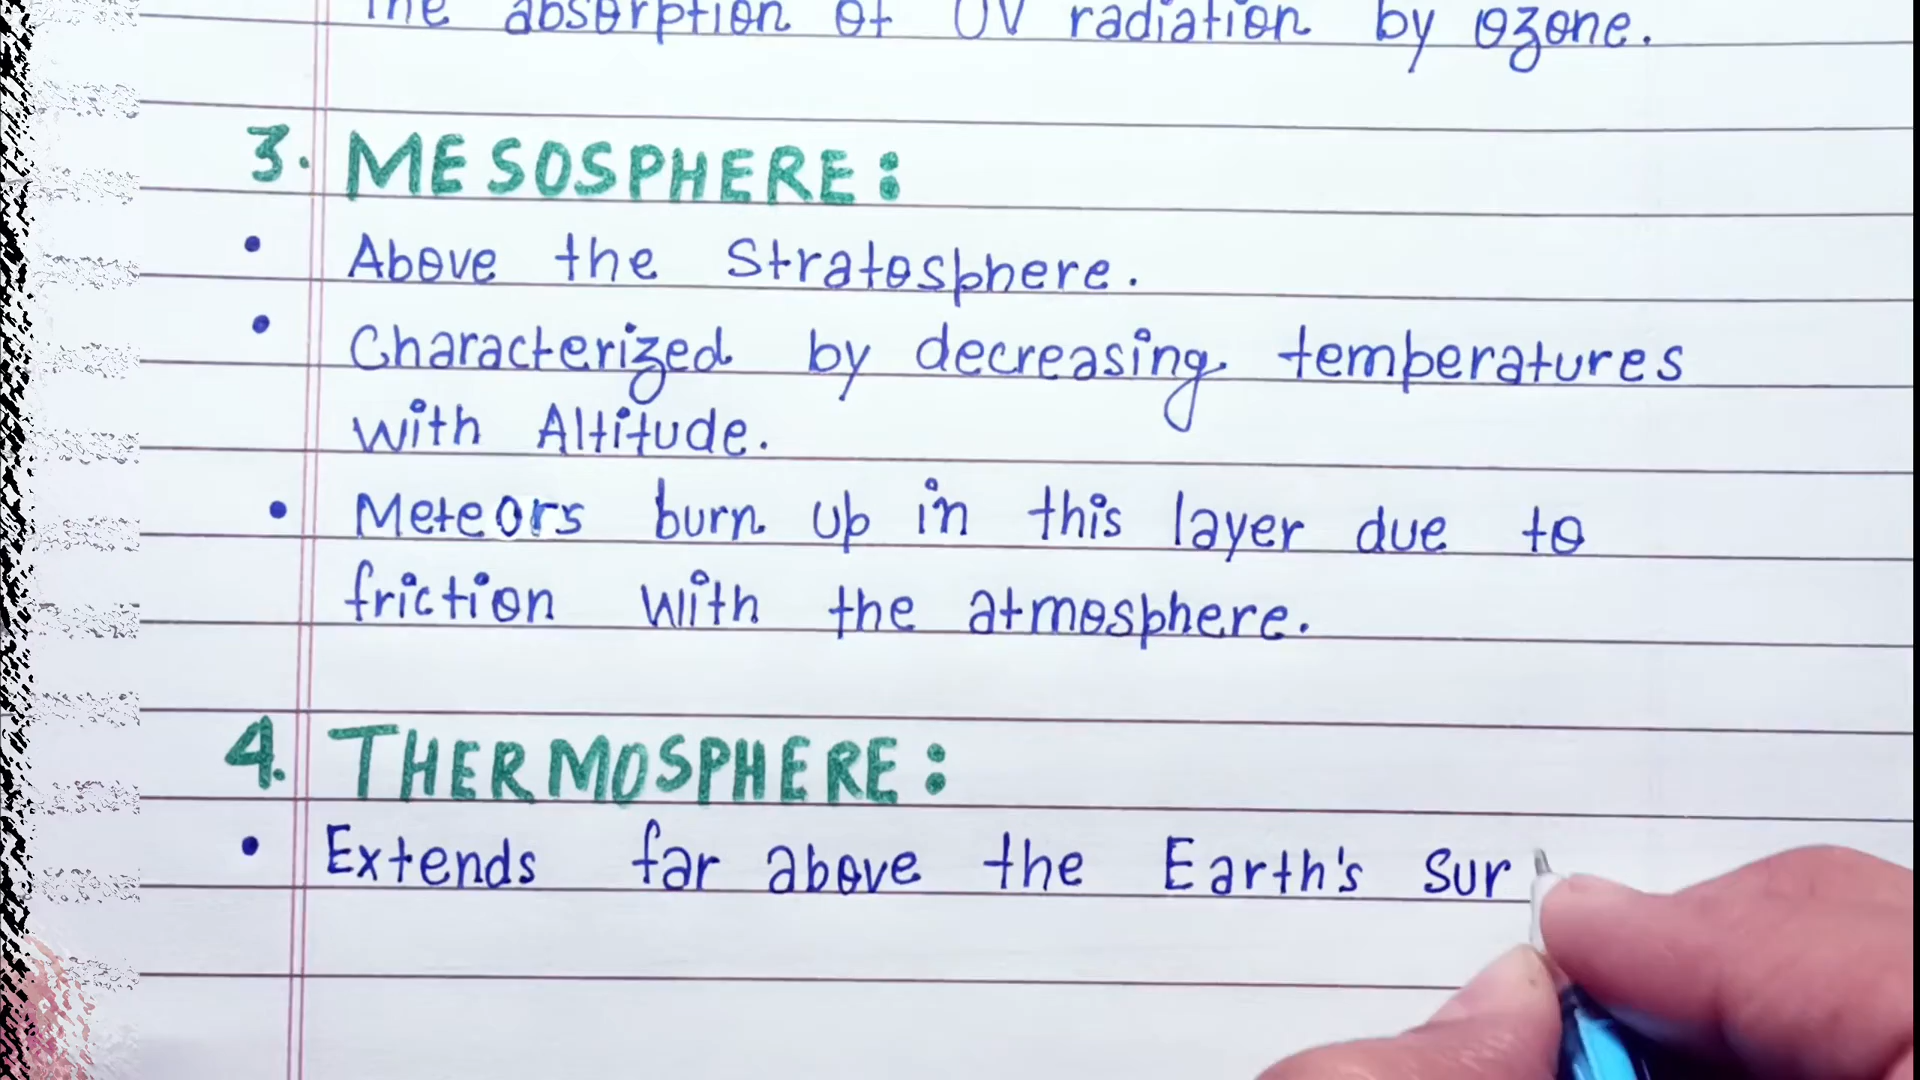 the absorption of UV radiation by ozone.
3. MESOSPHERE:
• Above the Stratosphere.
• Characterized by decreasing temperatures
with Altitude.
• Meteors burn up in this layer due to
friction with the atmosphere.
4. THERMOSPHERE:
• Extends far above the Earth's Sur